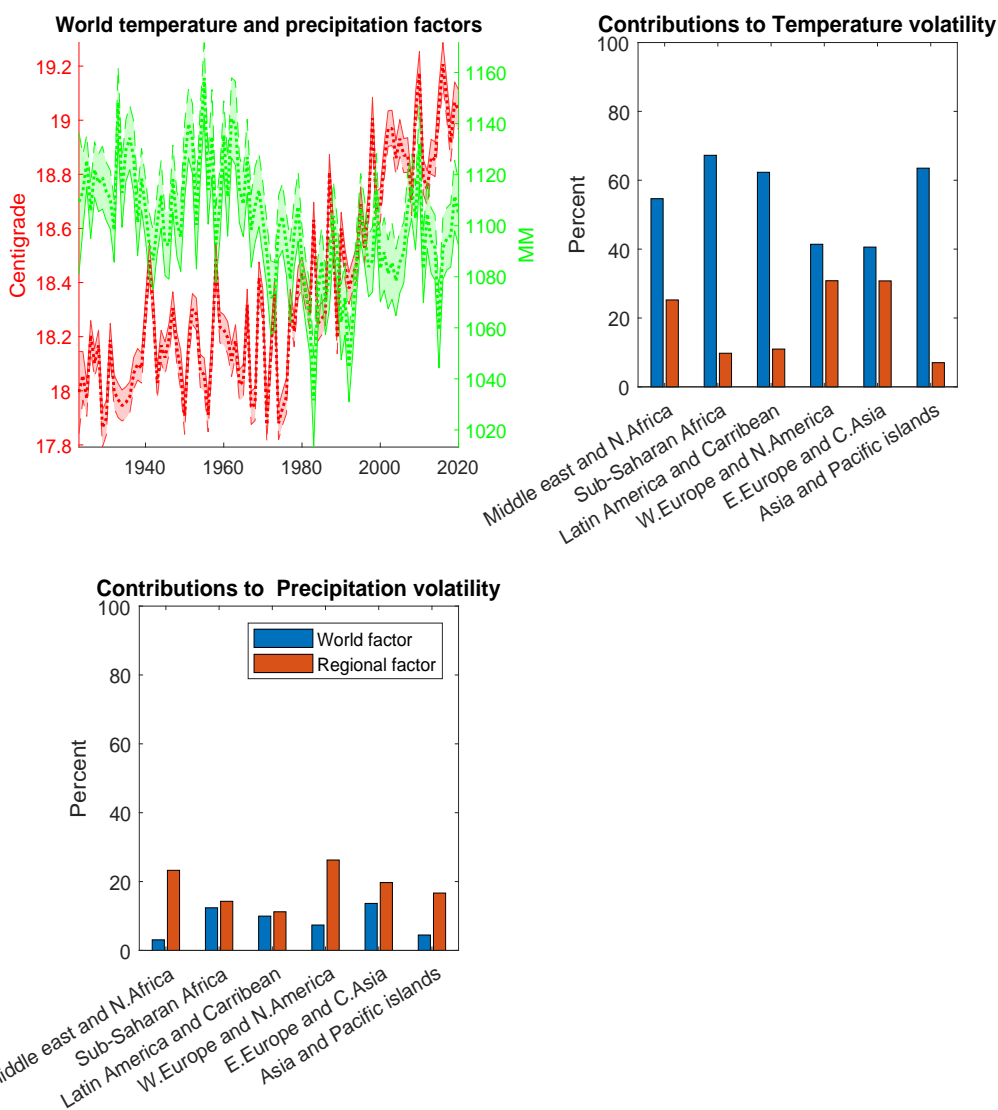 World temperature and precipitation factors
Centigrade
19.2
19
18.8
18.6
18.4
18.2
18
17.8
1160
1140
1120
1100
1080
1060
1040
1020
MM
1940
1960
1980
2000
2020
Contributions to Temperature volatility
Percent
100
80
60
40
20
0
Middle east and N.Africa
Sub-Saharan Africa
Latin America and Carribean
W.Europe and N.America
E.Europe and C.Asia
Asia and Pacific islands
Contributions to  Precipitation volatility
Percent
100
80
60
40
20
0
World factor
Regional factor
iddle east and N.Africa
Sub-Saharan Africa
Latin America and Carribean
W.Europe and N.America
E.Europe and C.Asia
Asia and Pacific islands